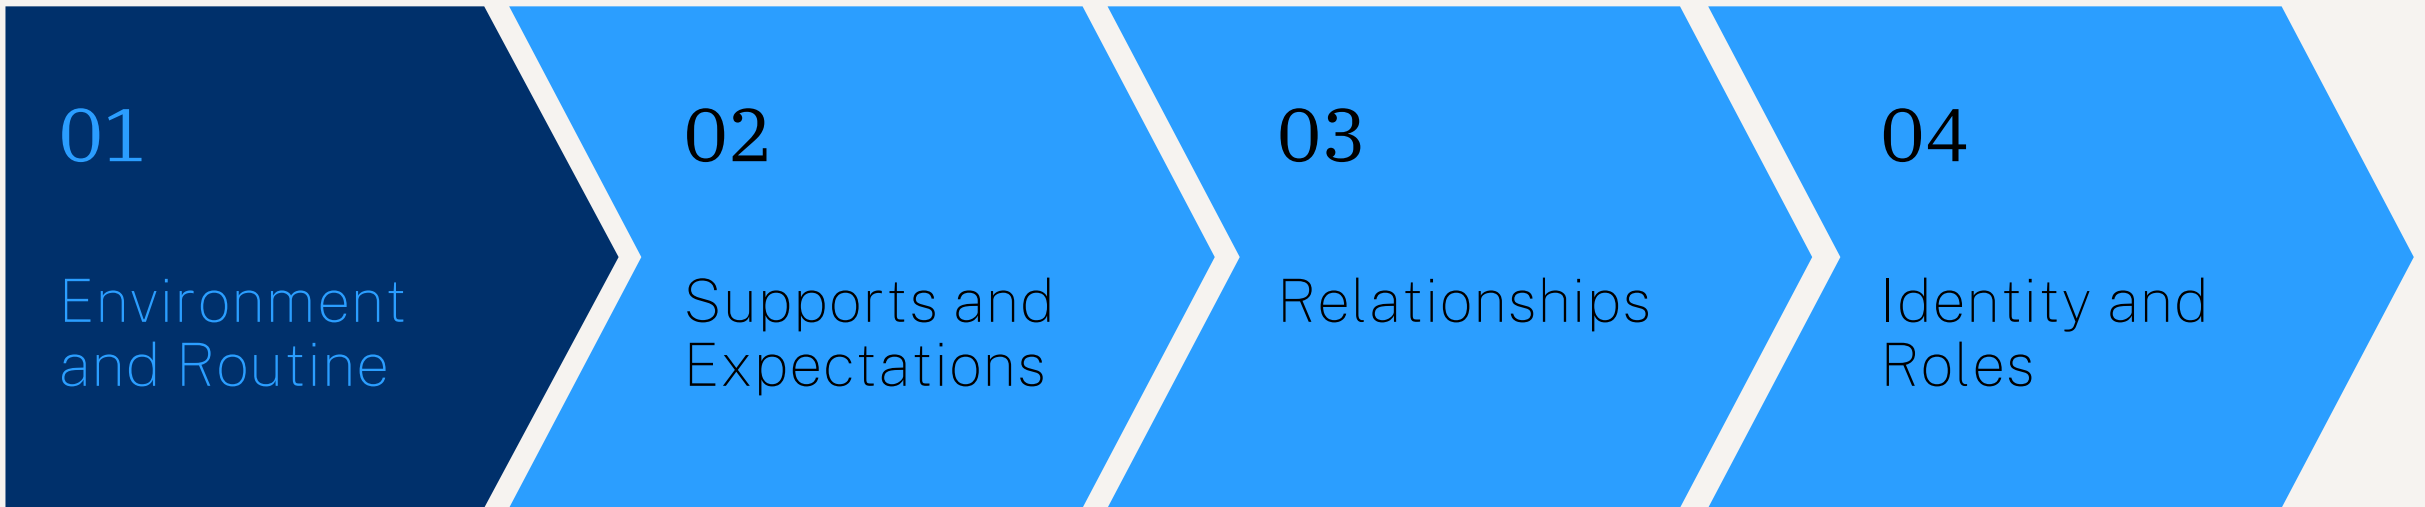 01
Environment
and Routine
02
Supports and
Expectations
03
Relationships
04
Identity and
Roles